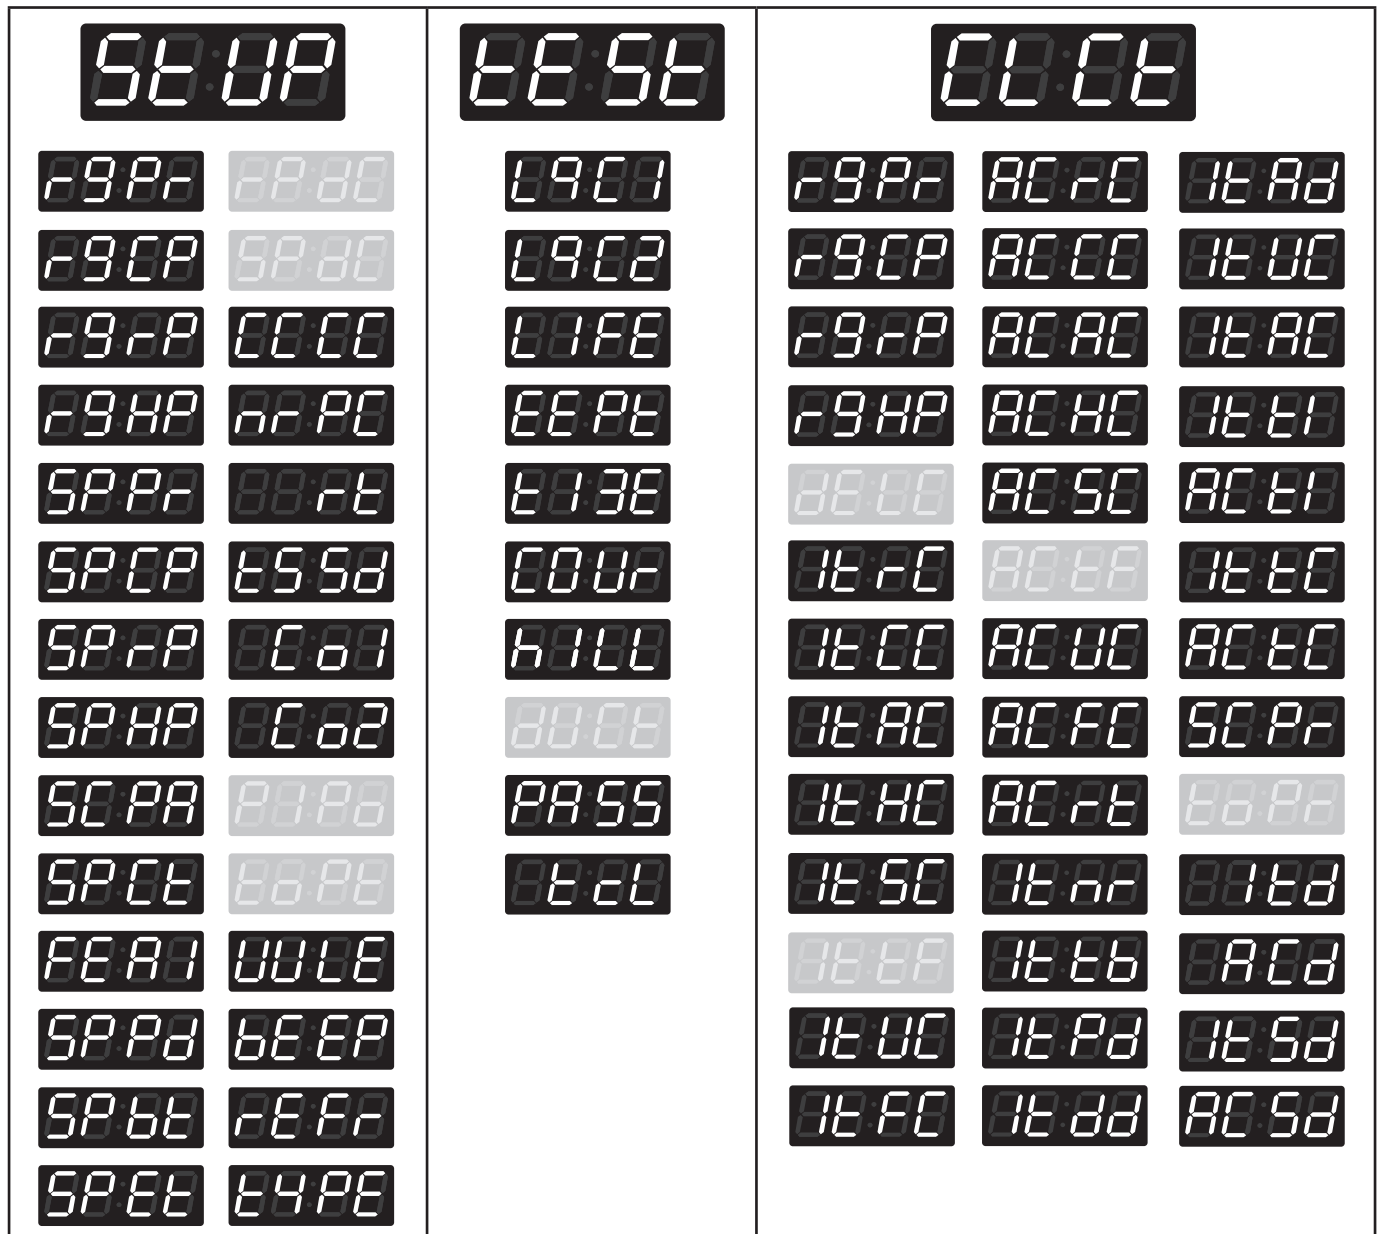 StUP
tESt
CLCt
r9Pr
rPdC
r9CP
SPdC
r9rP
CCCC
r9HP
nrPC
SPPr
rt
SPCP
tSSd
SPrP
Co1
SPHP
Co2
SCPA
P1Po
SPCt
toPt
FEA1
UULE
SPPd
bEEP
SPbt
rEFr
SPCt
tYPE
L9C1
L9C2
L1FE
EEPt
t13E
COUr
h1LL
dUCt
PASS
trL
r9Pr
ACrC
1tAd
r9CP
ACCC
1tUC
r9rP
ACAC
1tAC
r9HP
ACHC
1tt1
ACSC
ACt1
1trC
ACtF
1ttC
1tCC
ACUC
ACtC
1tAC
ACFC
SCPr
1tHC
ACrt
toPr
1tSC
1tnr
1td
1ttF
1ttb
ACd
1tUC
1tPd
1tSd
1tFC
1tdd
ACSd